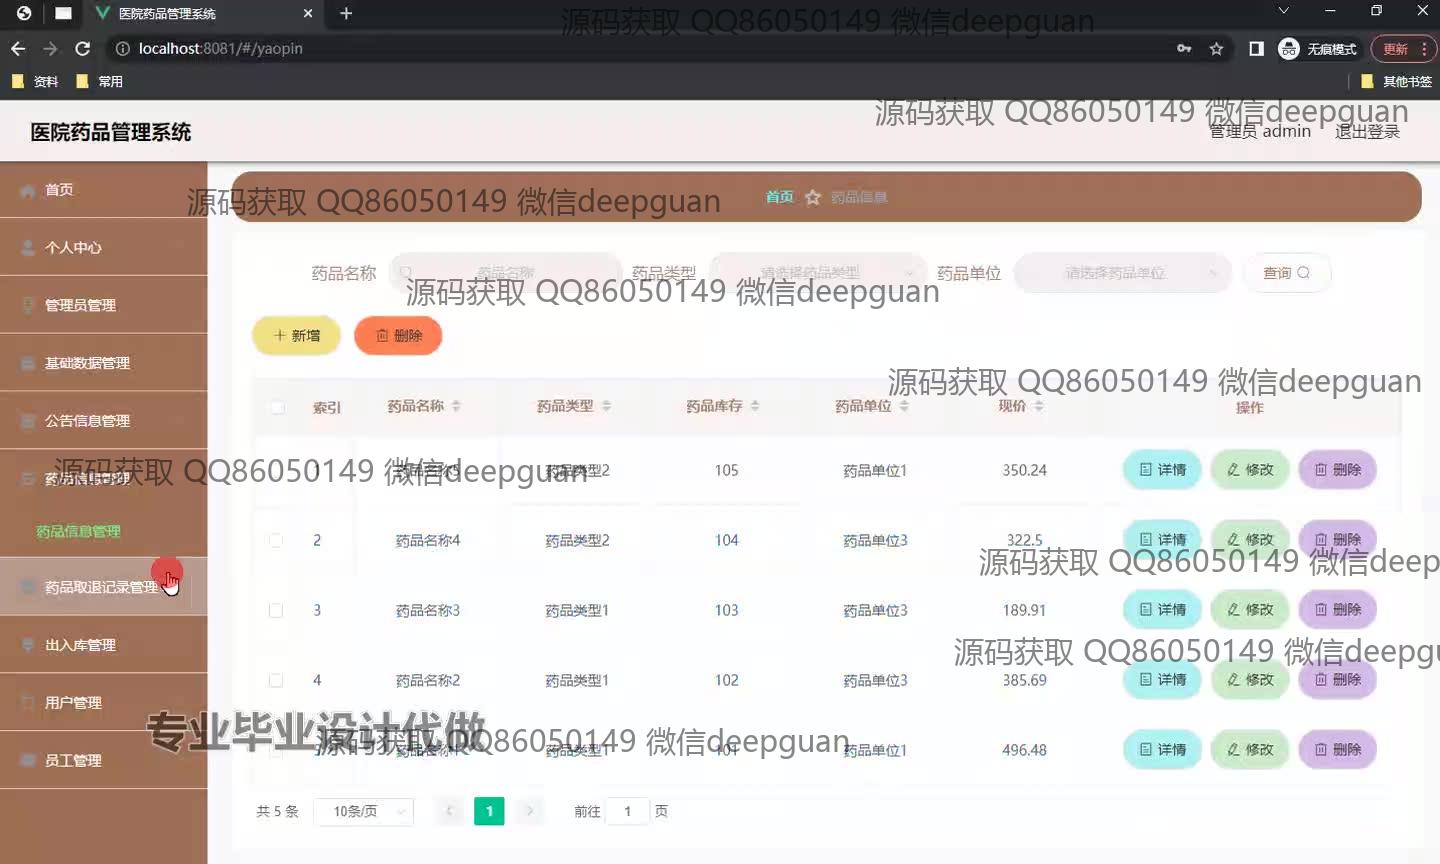 医院药品管理系统
源码获取 QQ86050149 微信deepguan
localhost:8081/#/yaopin
无痕模式
更新
资料
常用
其他书签
源码获取 QQ86050149 微信deepguan
医院药品管理系统
管理员 admin
退出登录
首页
源码获取 QQ86050149 微信deepguan
首页
药品信息
个人中心
药品名称
药品名称
药品类型
请选择药品类型
药品单位
请选择药品单位
查询
源码获取 QQ86050149 微信deepguan
管理员管理
新增
删除
基础数据管理
源码获取 QQ86050149 微信deepguan
索引 药品名称 药品类型 药品库存 药品单位 现价 操作
公告信息管理
药品信息管理
源码获取 QQ86050149 微信deepguan
1 药品名称5 药品类型2 105 药品单位1 350.24 详情 修改 删除
药品信息管理
2 药品名称4 药品类型2 104 药品单位3 322.5 详情 修改 删除
源码获取 QQ86050149 微信deep
药品取退记录管理
3 药品名称3 药品类型1 103 药品单位3 189.91 详情 修改 删除
出入库管理
源码获取 QQ86050149 微信deepgu
4 药品名称2 药品类型1 102 药品单位3 385.69 详情 修改 删除
用户管理
专业毕业设计代做
源码获取 QQ86050149 微信deepguan
药品类型1 101 药品单位1 496.48 详情 修改 删除
员工管理
共 5 条 10条/页 1 前往 1 页